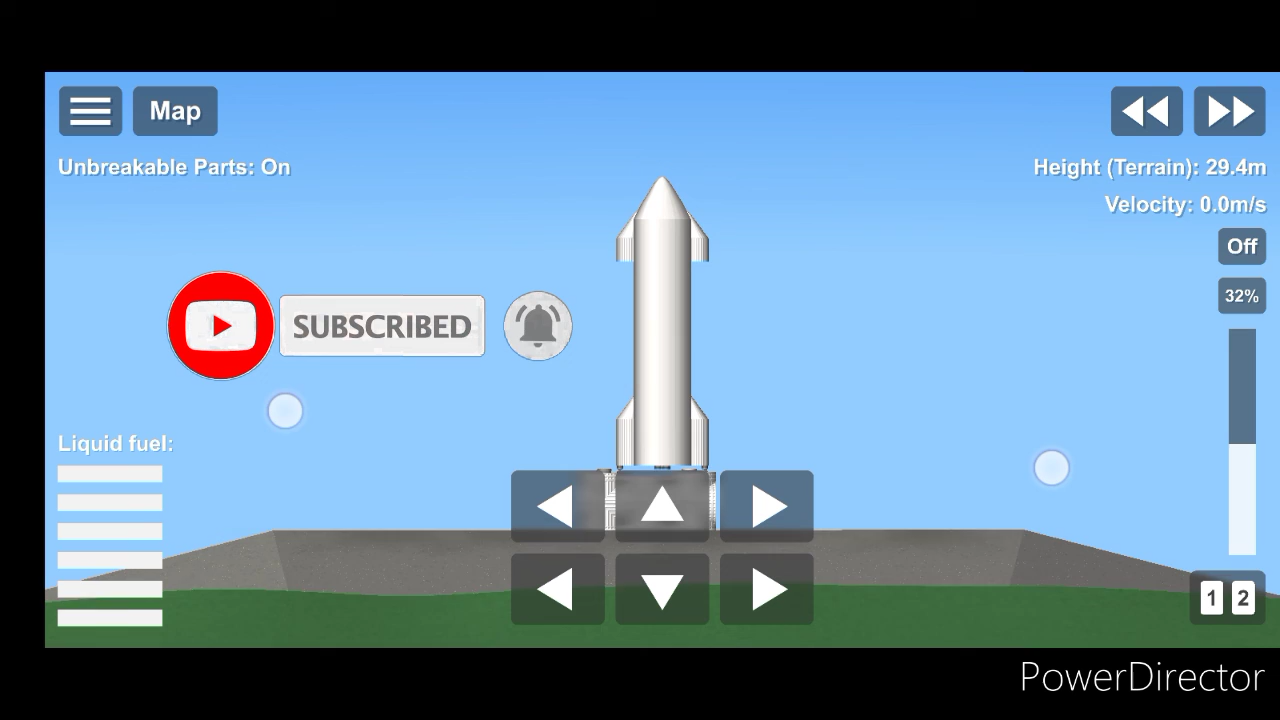 Map
Unbreakable Parts: On
Height (Terrain): 29.4m
Velocity: 0.0m/s
Off
32%
SUBSCRIBED
Liquid fuel:
1 2
PowerDirector